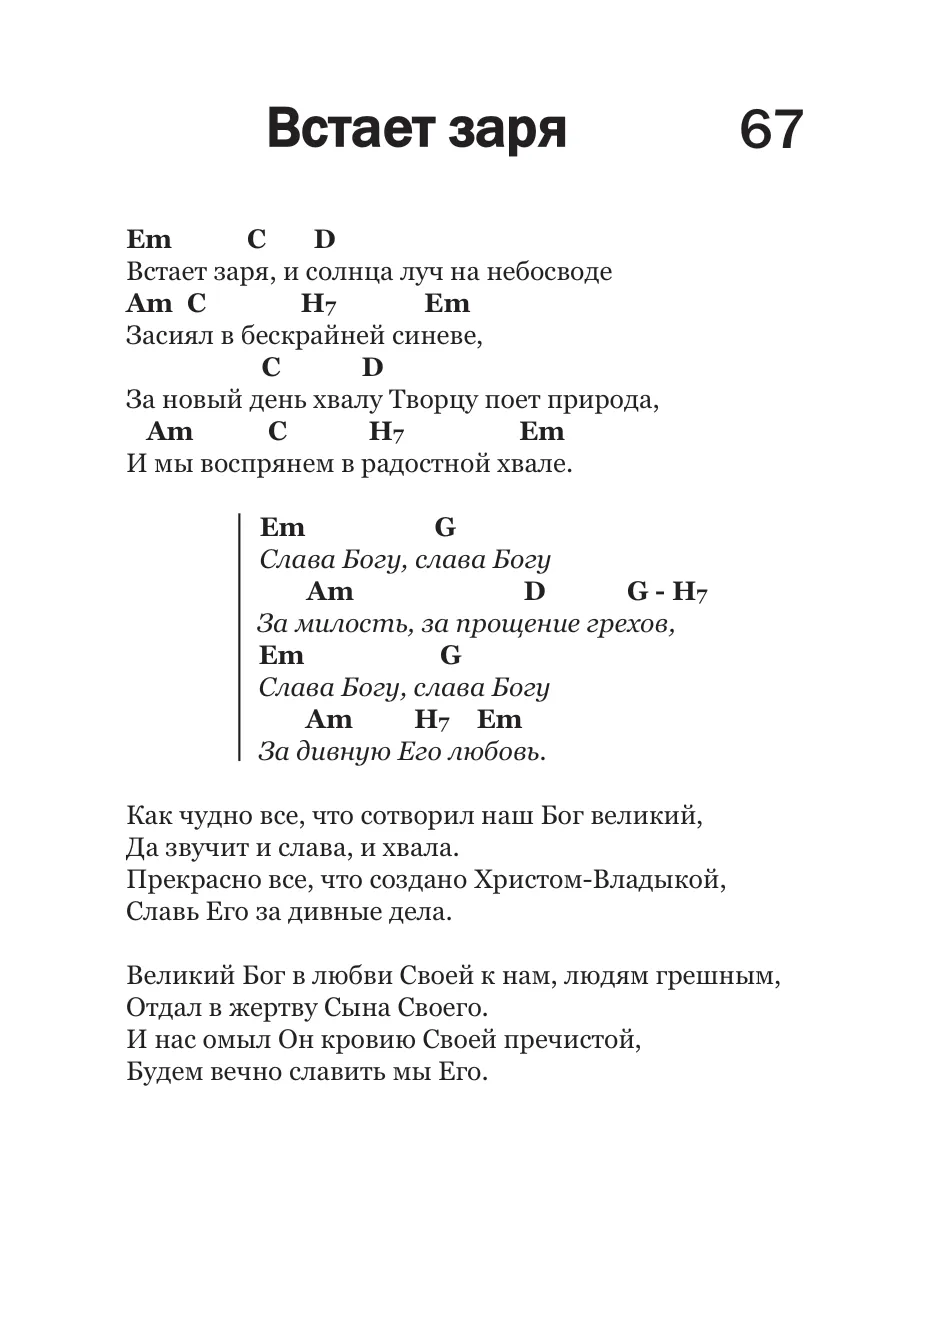 Встает заря 67
Em C D
Встает заря, и солнца луч на небосводе
Am C H7 Em
Засиял в бескрайней синеве,
C D
За новый день хвалу Творцу поет природа,
Am C H7 Em
И мы воспрянем в радостной хвале.
Em G
Слава Богу, слава Богу
Am D G - H7
За милость, за прощение грехов,
Em G
Слава Богу, слава Богу
Am H7 Em
За дивную Его любовь.
Как чудно все, что сотворил наш Бог великий,
Да звучит и слава, и хвала.
Прекрасно все, что создано Христом-Владыкой,
Славь Его за дивные дела.
Великий Бог в любви Своей к нам, людям грешным,
Отдал в жертву Сына Своего.
И нас омыл Он кровию Своей пречистой,
Будем вечно славить мы Его.